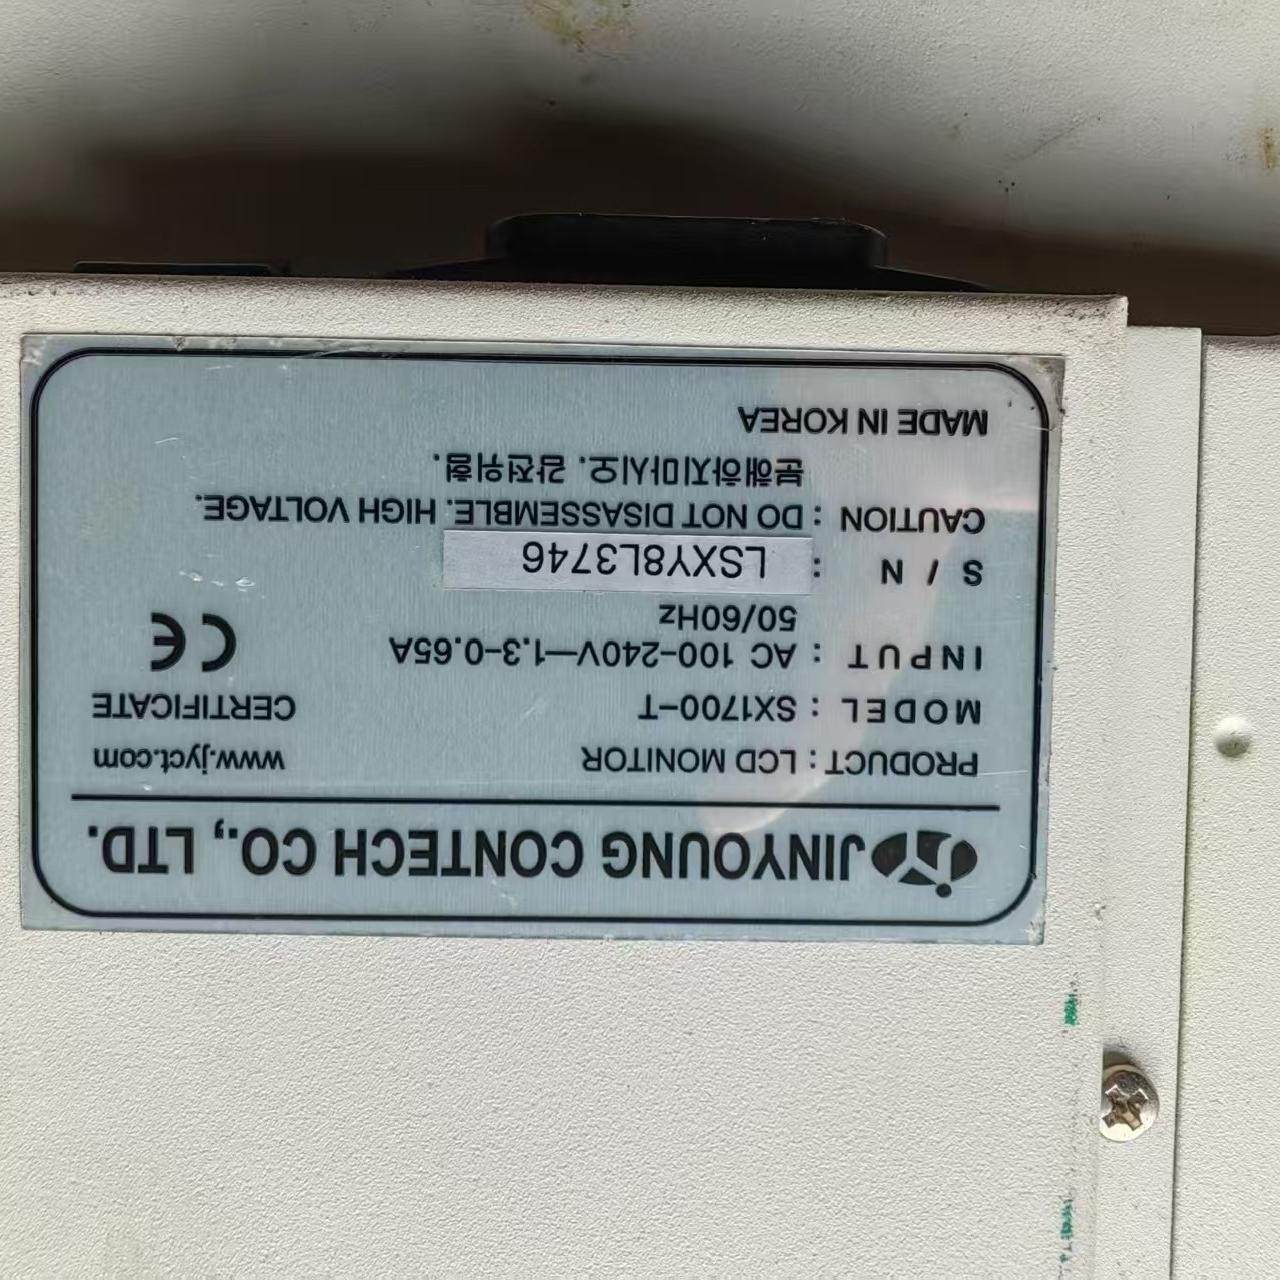 JINYOUNG CONTECH CO., LTD.
PRODUCT : LCD MONITOR www.jyct.com
MODEL : SX1700-T CERTIFICATE
INPUT : AC 100-240V—1.3-0.65A CE
50/60Hz
S / N : LSXY8L3746
CAUTION : DO NOT DISASSEMBLE. HIGH VOLTAGE.
분해하지마시오. 감전위험.
MADE IN KOREA